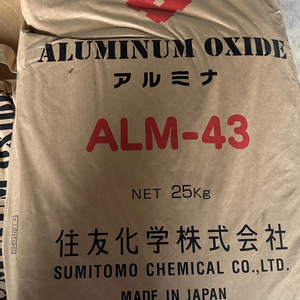 ALUMINUM OXIDE
アルミナ
ALM-43
NET 25Kg
住友化学株式会社
SUMITOMO CHEMICAL CO., LTD.
MADE IN JAPAN